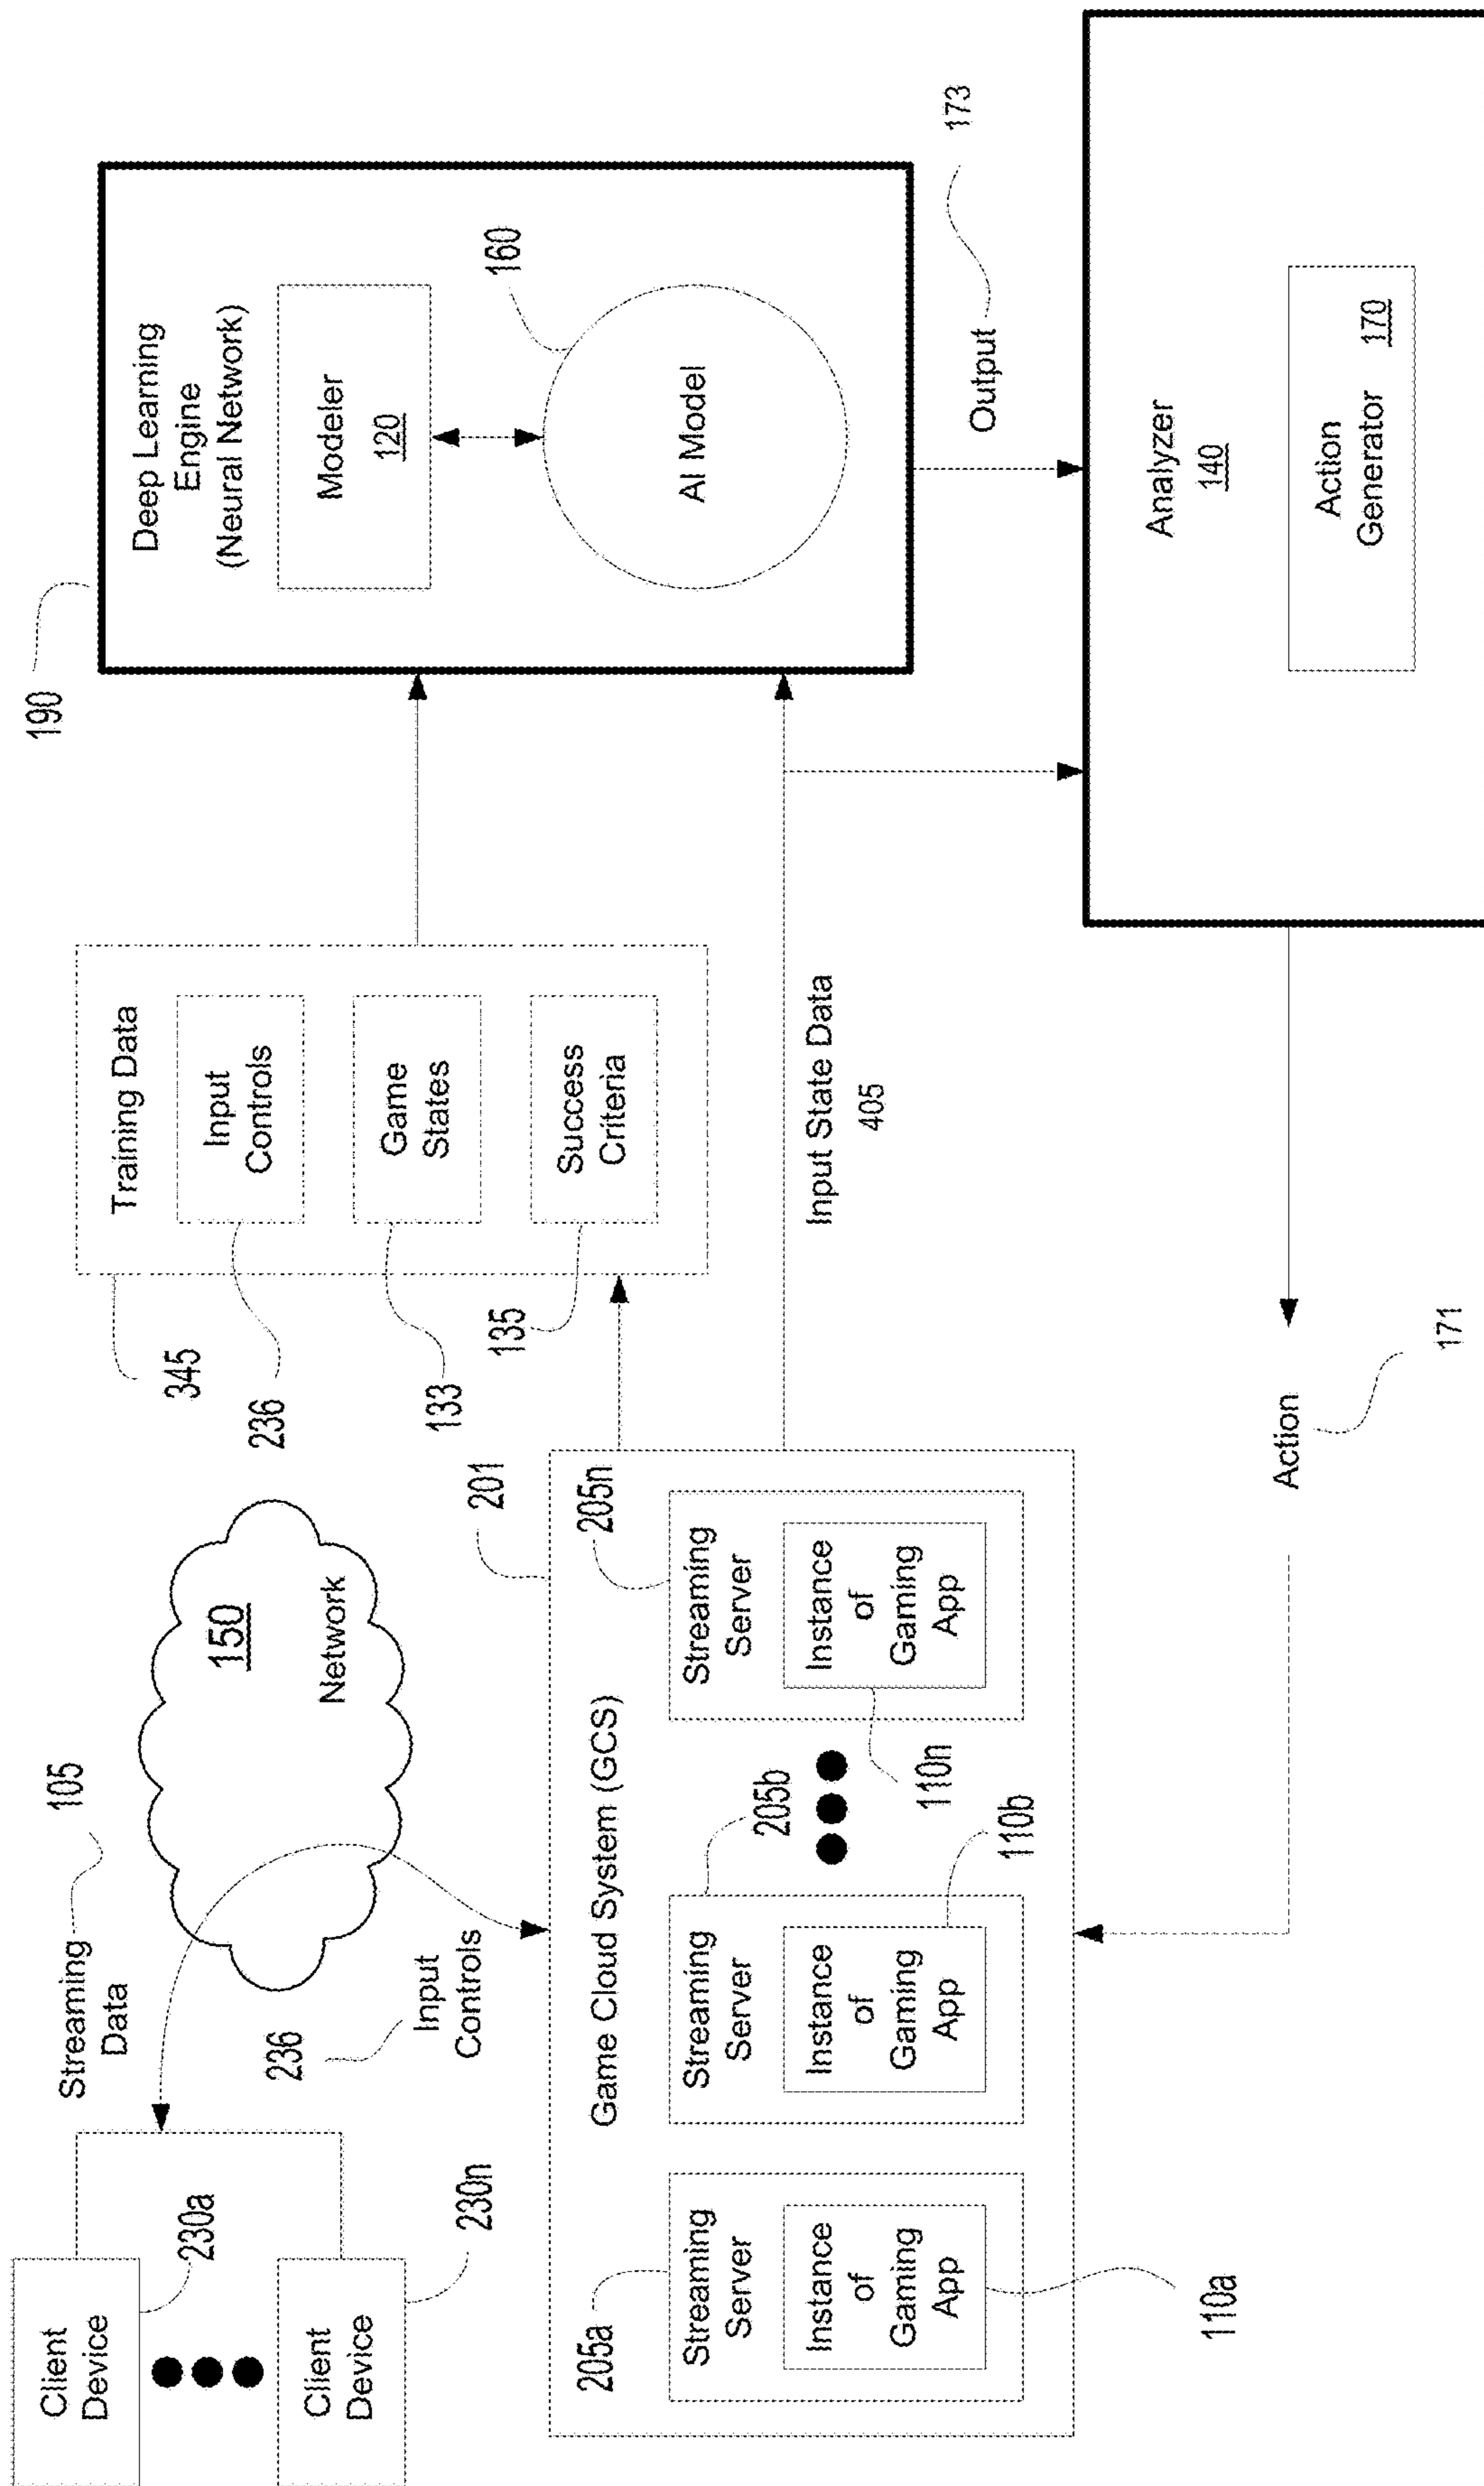 Client
Device
230a
Client
Device
230n
Streaming
Data
105
236
Input
Controls
150
Network
Game Cloud System (GCS)
201
205a
Streaming
Server
Instance
of
Gaming
App
110a
205b
Streaming
Server
Instance
of
Gaming
App
110b
205n
Streaming
Server
Instance
of
Gaming
App
110n
345
Training Data
Input
Controls
236
Game
States
133
Success
Criteria
135
Input State Data
405
190
Deep Learning
Engine
(Neural Network)
Modeler
120
160
AI Model
Output
173
Analyzer
140
Action
Generator
170
Action
171